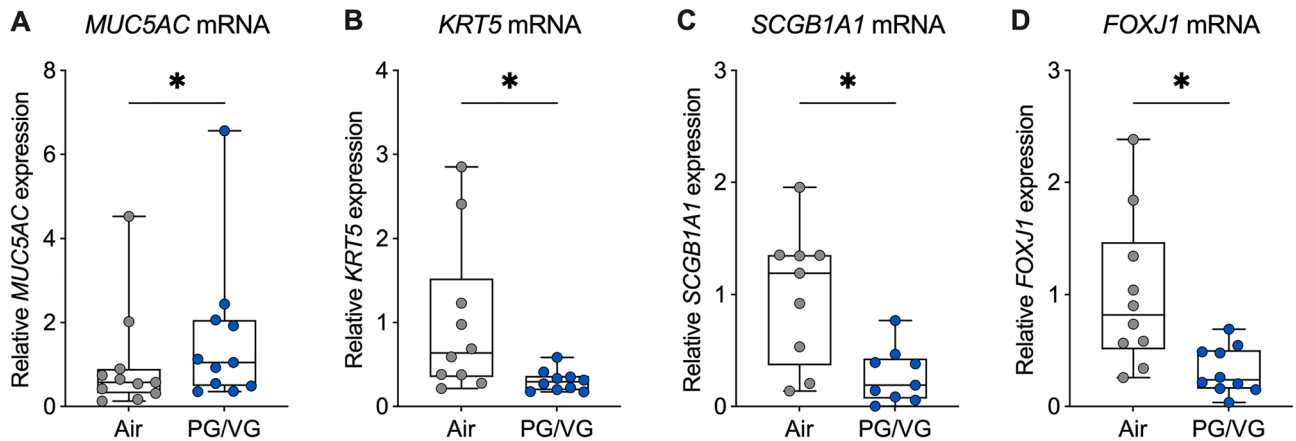 A MUC5AC mRNA
Relative MUC5AC expression
8
6
4
2
0
*
Air PG/VG
B KRT5 mRNA
Relative KRT5 expression
4
3
2
1
0
*
Air PG/VG
C SCGB1A1 mRNA
Relative SCGB1A1 expression
3
2
1
0
*
Air PG/VG
D FOXJ1 mRNA
Relative FOXJ1 expression
3
2
1
0
*
Air PG/VG